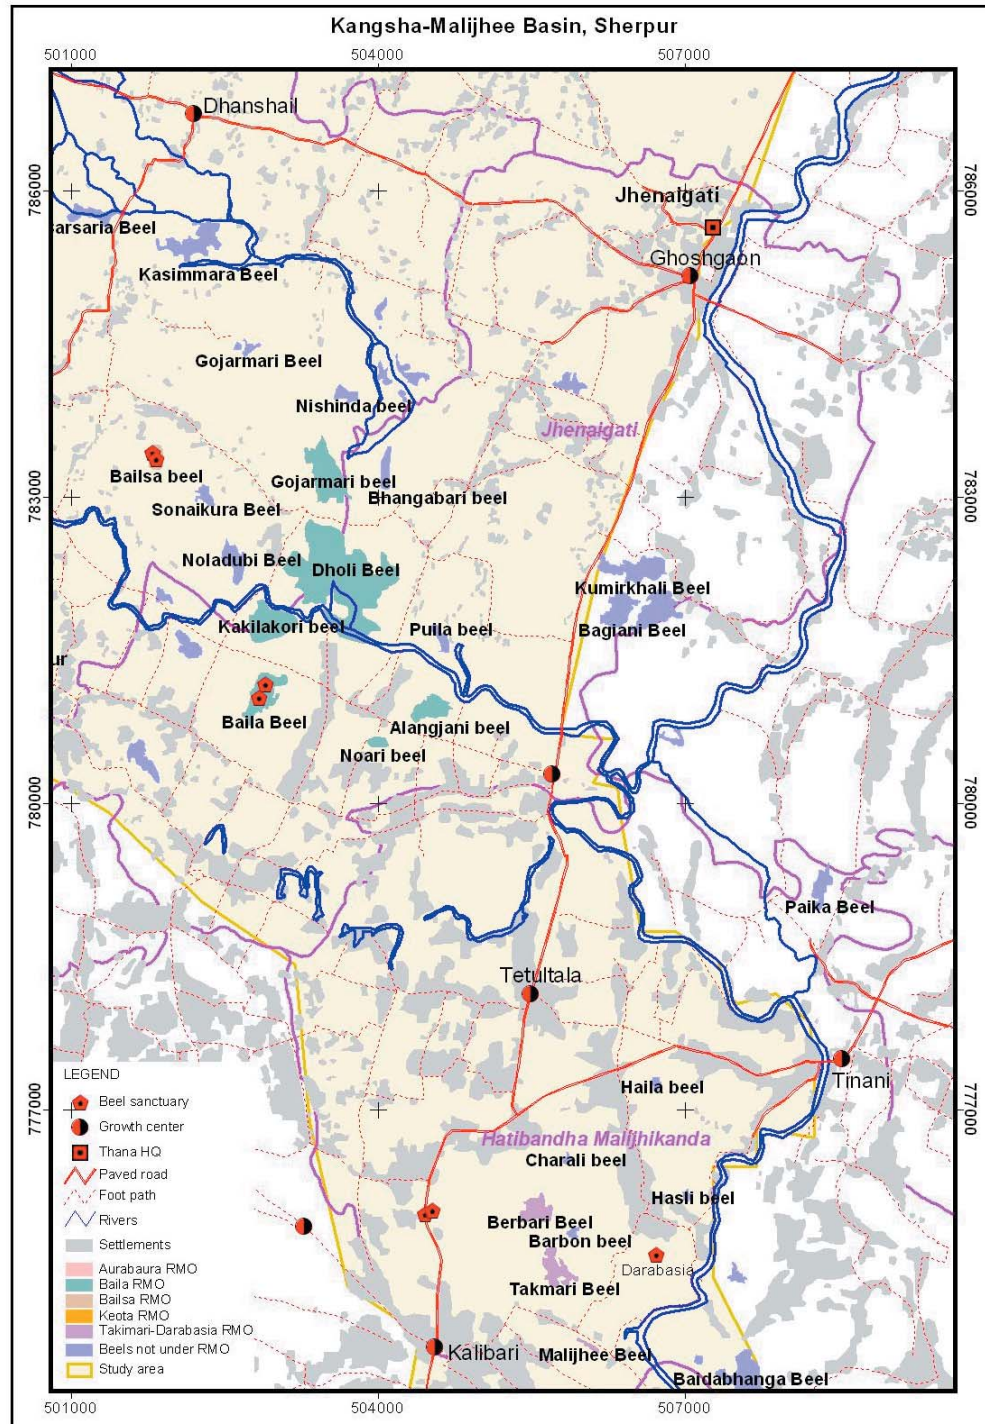 Kangsha-Malijhee Basin, Sherpur
501000
504000
507000
Dhanshail
786000
786000
Jhenaigati
arsaria Beel
Ghoshgaon
Kasimmara Beel
Gojarmari Beel
Nishinda beel
Jhenaigati
Bailsa beel
Gojarmari beel
Bhangabari beel
783000
783000
Sonaikura Beel
Noladubi Beel
Dholi Beel
Kumirkhali Beel
Kakilakori beel
Puila beel
Bagiani Beel
ur
Baila Beel
Alangjani beel
Noari beel
780000
780000
Paika Beel
Tetultala
LEGEND
Haila beel
Tinani
Beel sanctuary
777000
777000
Growth center
Hatibandha Malijhikanda
Thana HQ
Charali beel
Paved road
Foot path
Hasli beel
Rivers
Berbari Beel
Settlements
Barbon beel
Aurabaura RMO
Darabasia
Baila RMO
Takmari Beel
Bailsa RMO
Keota RMO
Takimari-Darabasia RMO
Beels not under RMO
Kalibari
Malijhee Beel
Study area
Baidabhanga Beel
501000
504000
507000